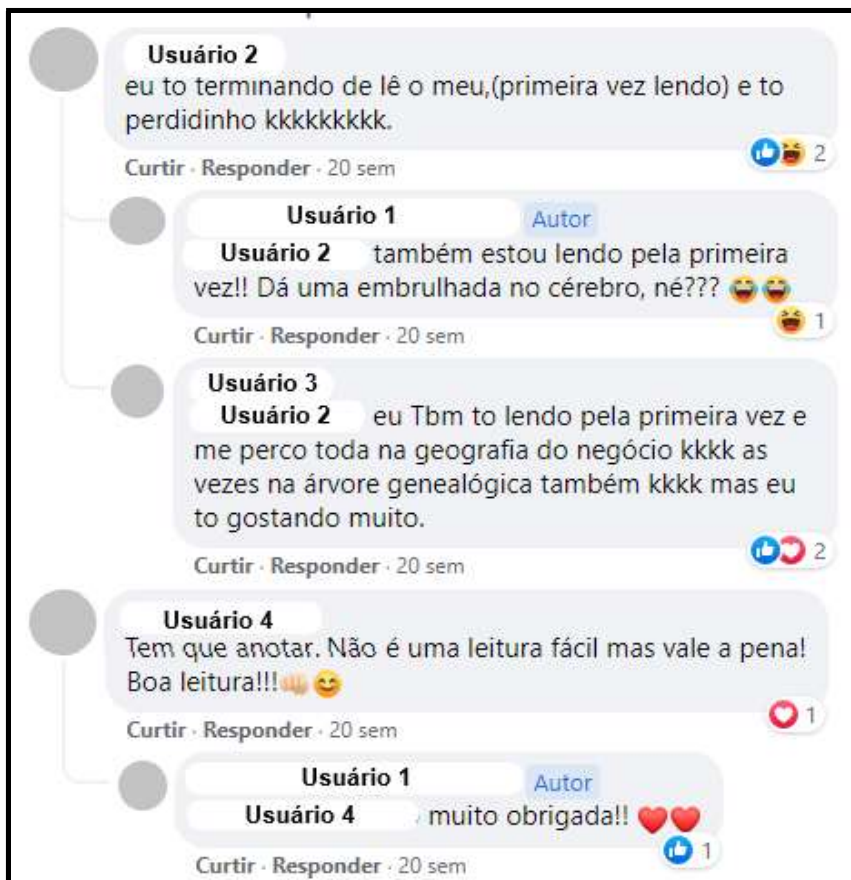 Usuário 2
eu to terminando de lê o meu,(primeira vez lendo) e to
perdidinho kkkkkkkkk.
2
Curtir · Responder · 20 sem
Usuário 1 Autor
Usuário 2 também estou lendo pela primeira
vez!! Dá uma embrulhada no cérebro, né??? 😂😂
1
Curtir · Responder · 20 sem
Usuário 3
Usuário 2 eu Tbm to lendo pela primeira vez e
me perco toda na geografia do negócio kkkk as
vezes na árvore genealógica também kkkk mas eu
to gostando muito.
2
Curtir · Responder · 20 sem
Usuário 4
Tem que anotar. Não é uma leitura fácil mas vale a pena!
Boa leitura!!!👊🏻😊
1
Curtir · Responder · 20 sem
Usuário 1 Autor
Usuário 4 muito obrigada!! ❤️❤️
1
Curtir · Responder · 20 sem